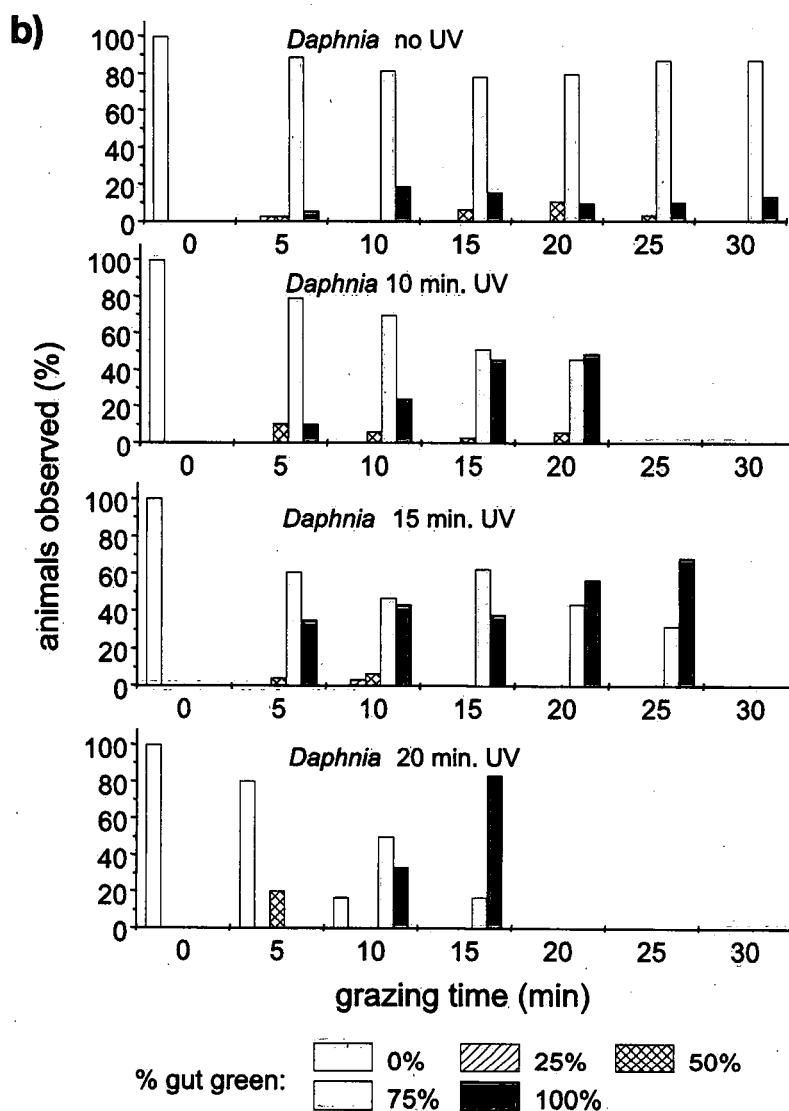 b)
animals observed (%)
Daphnia no UV
100
80
60
40
20
0
0 5 10 15 20 25 30
Daphnia 10 min. UV
100
80
60
40
20
0
0 5 10 15 20 25 30
Daphnia 15 min. UV
100
80
60
40
20
0
0 5 10 15 20 25 30
Daphnia 20 min. UV
100
80
60
40
20
0
0 5 10 15 20 25 30
grazing time (min)
% gut green:
0% 25% 50%
75% 100%